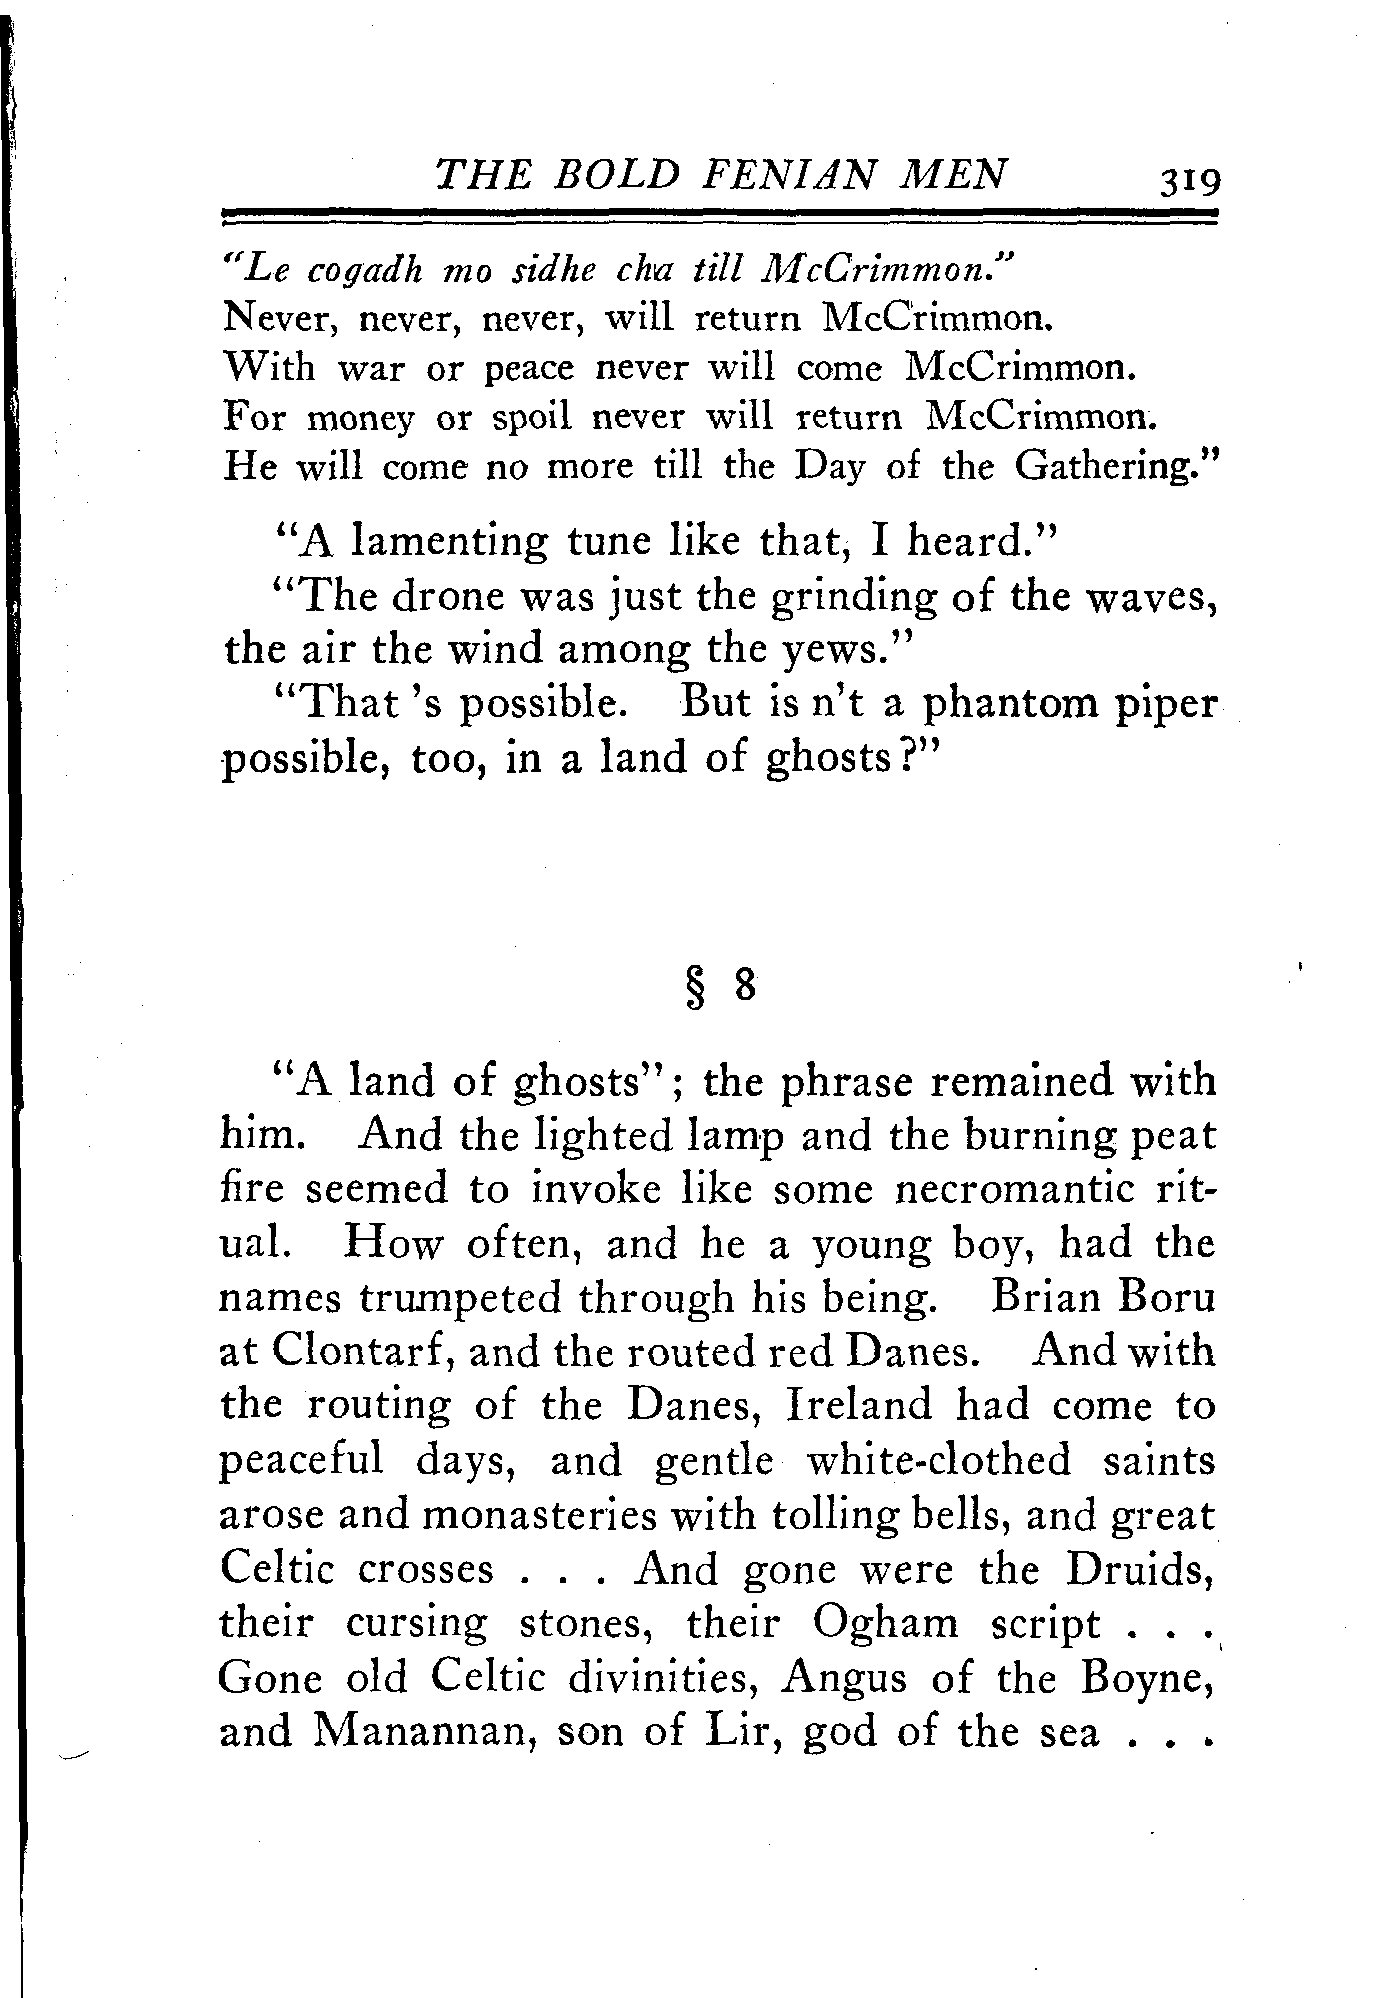 THE BOLD FENIAN MEN 319
"Le cogadh mo sidhe cha till McCrimmon."
Never, never, never, will return McCrimmon.
With war or peace never will come McCrimmon.
For money or spoil never will return McCrimmon.
He will come no more till the Day of the Gathering."
"A lamenting tune like that, I heard."
"The drone was just the grinding of the waves,
the air the wind among the yews."
"That 's possible. But is n't a phantom piper
possible, too, in a land of ghosts?"
§ 8
"A land of ghosts"; the phrase remained with
him. And the lighted lamp and the burning peat
fire seemed to invoke like some necromantic rit-
ual. How often, and he a young boy, had the
names trumpeted through his being. Brian Boru
at Clontarf, and the routed red Danes. And with
the routing of the Danes, Ireland had come to
peaceful days, and gentle white-clothed saints
arose and monasteries with tolling bells, and great
Celtic crosses . . . And gone were the Druids,
their cursing stones, their Ogham script . . .
Gone old Celtic divinities, Angus of the Boyne,
and Manannan, son of Lir, god of the sea . . .